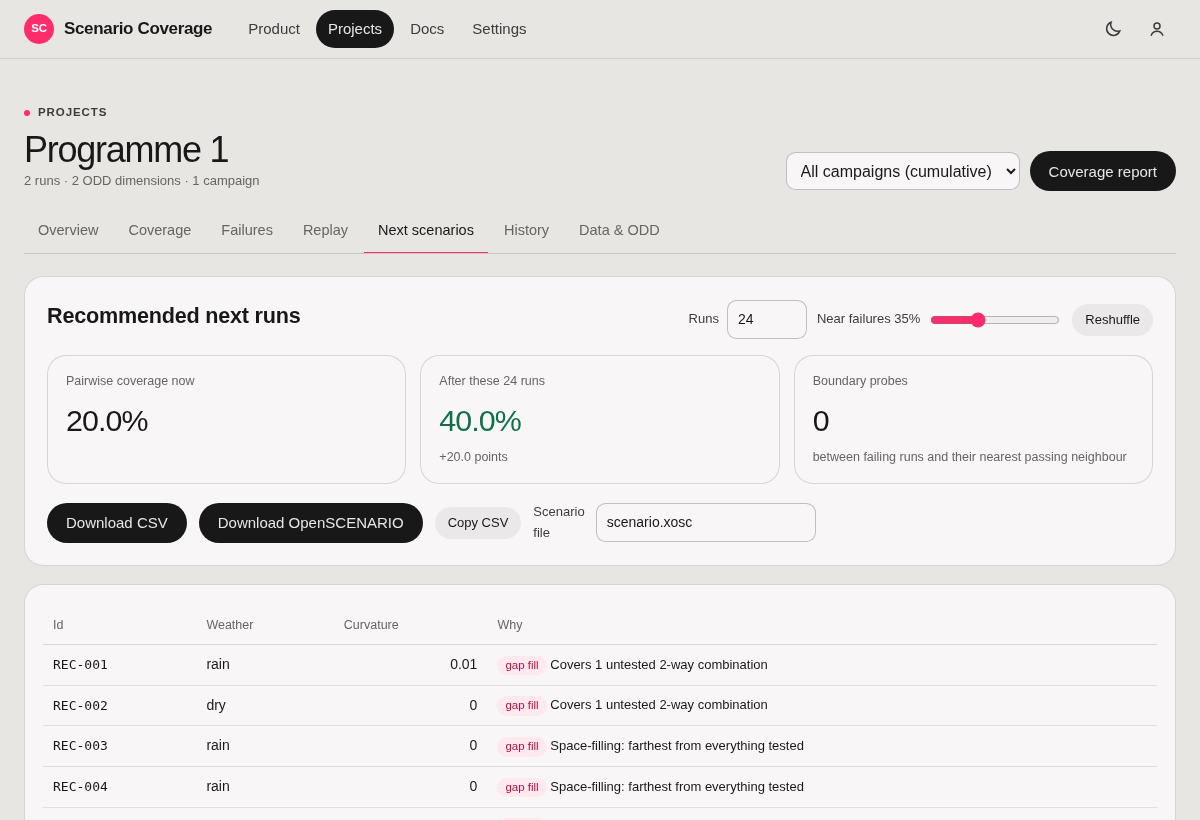 SC Scenario Coverage Product Projects Docs Settings
PROJECTS
Programme 1
2 runs · 2 ODD dimensions · 1 campaign
All campaigns (cumulative) Coverage report
Overview Coverage Failures Replay Next scenarios History Data & ODD
Recommended next runs
Runs 24 Near failures 35% Reshuffle
Pairwise coverage now
20.0%
After these 24 runs
40.0%
+20.0 points
Boundary probes
0
between failing runs and their nearest passing neighbour
Download CSV Download OpenSCENARIO Copy CSV
Scenario
file
scenario.xosc
Id Weather Curvature Why
REC-001 rain 0.01 gap fill Covers 1 untested 2-way combination
REC-002 dry 0 gap fill Covers 1 untested 2-way combination
REC-003 rain 0 gap fill Space-filling: farthest from everything tested
REC-004 rain 0 gap fill Space-filling: farthest from everything tested